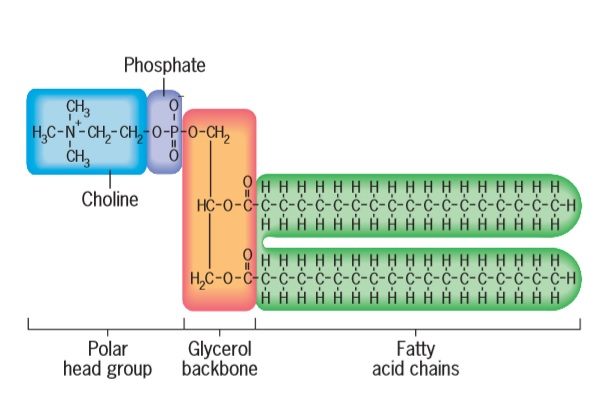 Phosphate
CH3 O-
H3C-N+-CH2-CH2-O-P-O-CH2
CH3 O
Choline
O H H H H H H H H H H H H H H H H H
HC-O-C-C-C-C-C-C-C-C-C-C-C-C-C-C-C-C-C-C-H
H H H H H H H H H H H H H H H H H
O H H H H H H H H H H H H H H H H H
H2C-O-C-C-C-C-C-C-C-C-C-C-C-C-C-C-C-C-C-C-H
H H H H H H H H H H H H H H H H H
Polar
head group
Glycerol
backbone
Fatty
acid chains